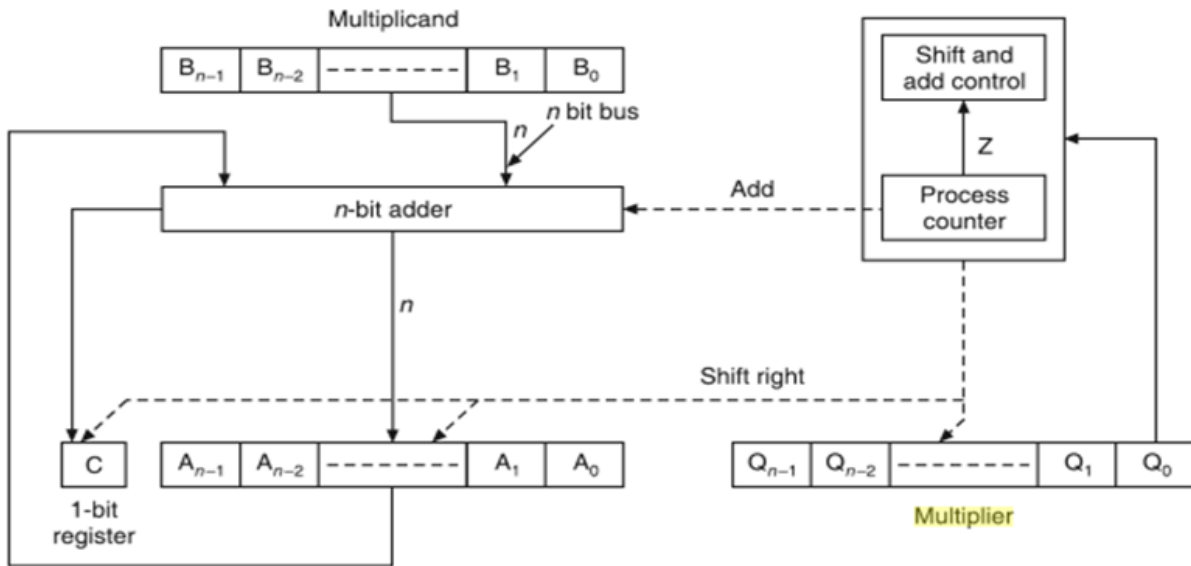 Multiplicand
Bₙ₋₁ Bₙ₋₂ B₁ B₀
n
n bit bus
Shift and
add control
Z
Process
counter
Add
n-bit adder
n
Shift right
C
Aₙ₋₁ Aₙ₋₂ A₁ A₀
Qₙ₋₁ Qₙ₋₂ Q₁ Q₀
1-bit
register
Multiplier